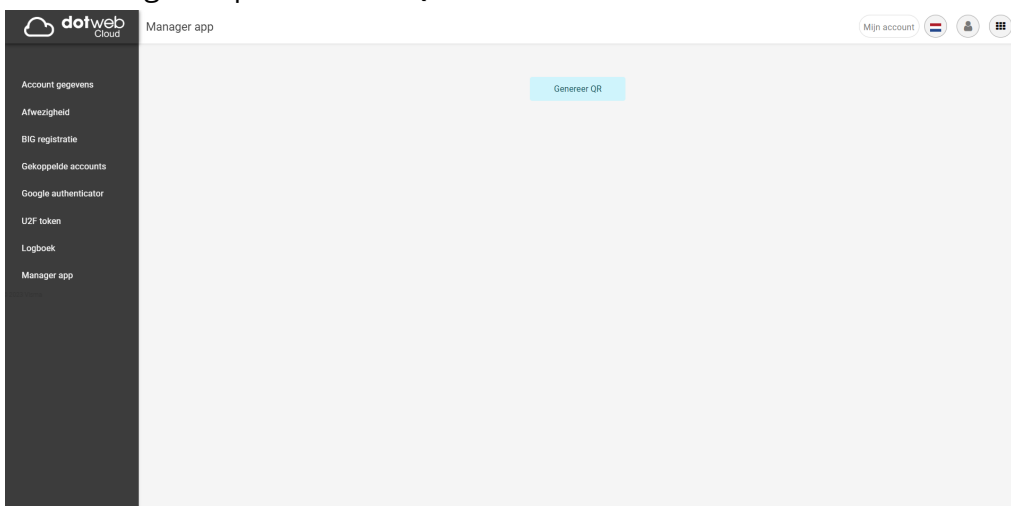 dotweb
Cloud
Manager app
Mijn account
Account gegevens
Afwezigheid
BIG registratie
Gekoppelde accounts
Google authenticator
U2F token
Logboek
Manager app
Genereer QR